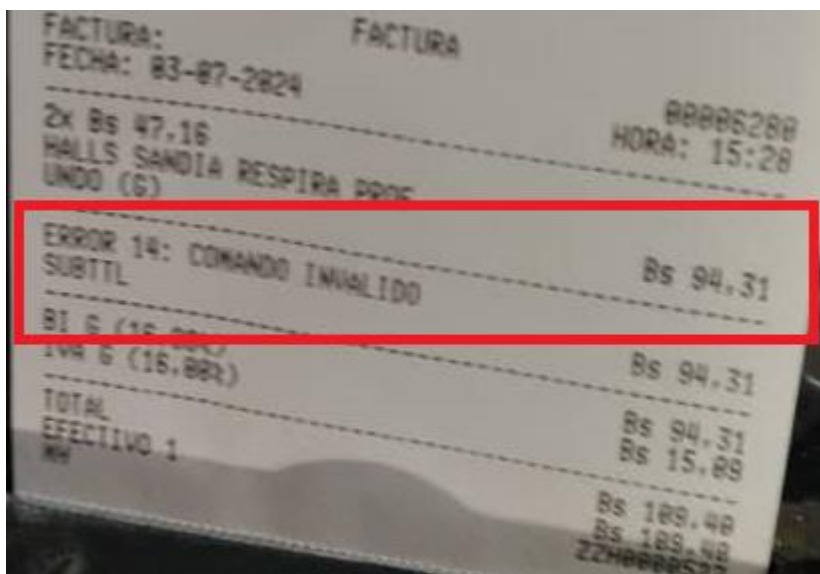 FACTURA
FACTURA: 00006280
FECHA: 03-07-2024 HORA: 15:28
2x Bs 47,16
HALLS SANDIA RESPIRA PROF
UNDO (G) Bs 94,31
ERROR 14: COMANDO INVALIDO
SUBTTL Bs 94,31
BI G (16,00%) Bs 94,31
IVA G (16,00%) Bs 15,09
TOTAL Bs 109,40
EFECTIVO 1 Bs 109,40
MH